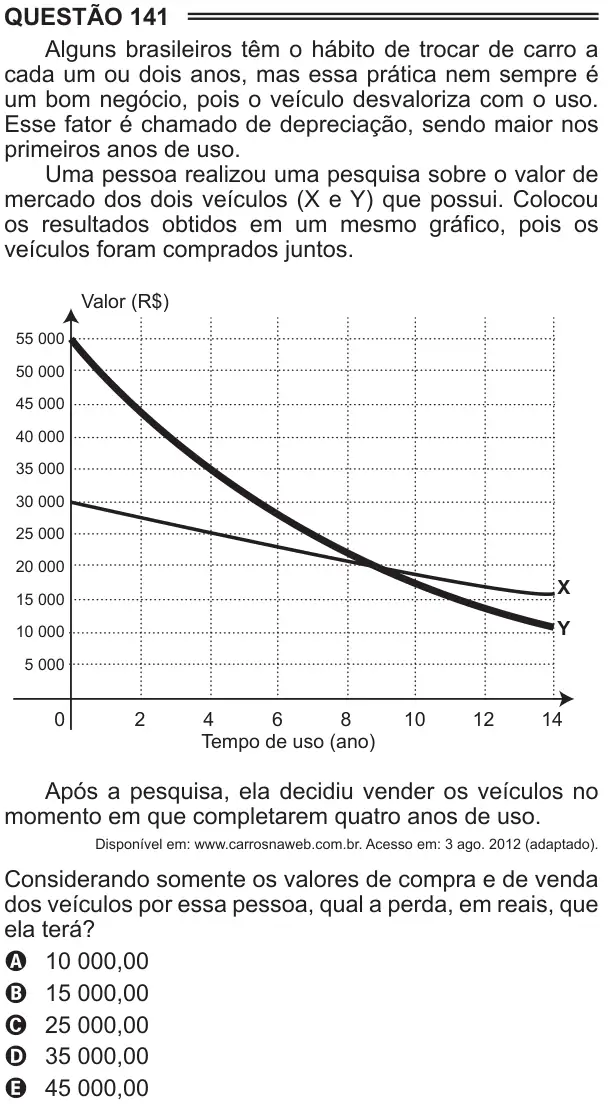 QUESTÃO 141
Alguns brasileiros têm o hábito de trocar de carro a
cada um ou dois anos, mas essa prática nem sempre é
um bom negócio, pois o veículo desvaloriza com o uso.
Esse fator é chamado de depreciação, sendo maior nos
primeiros anos de uso.
Uma pessoa realizou uma pesquisa sobre o valor de
mercado dos dois veículos (X e Y) que possui. Colocou
os resultados obtidos em um mesmo gráfico, pois os
veículos foram comprados juntos.
Valor (R$)
55 000
50 000
45 000
40 000
35 000
30 000
25 000
20 000
X
15 000
Y
10 000
5 000
0 2 4 6 8 10 12 14
Tempo de uso (ano)
Após a pesquisa, ela decidiu vender os veículos no
momento em que completarem quatro anos de uso.
Disponível em: www.carrosnaweb.com.br. Acesso em: 3 ago. 2012 (adaptado).
Considerando somente os valores de compra e de venda
dos veículos por essa pessoa, qual a perda, em reais, que
ela terá?
A 10 000,00
B 15 000,00
C 25 000,00
D 35 000,00
E 45 000,00